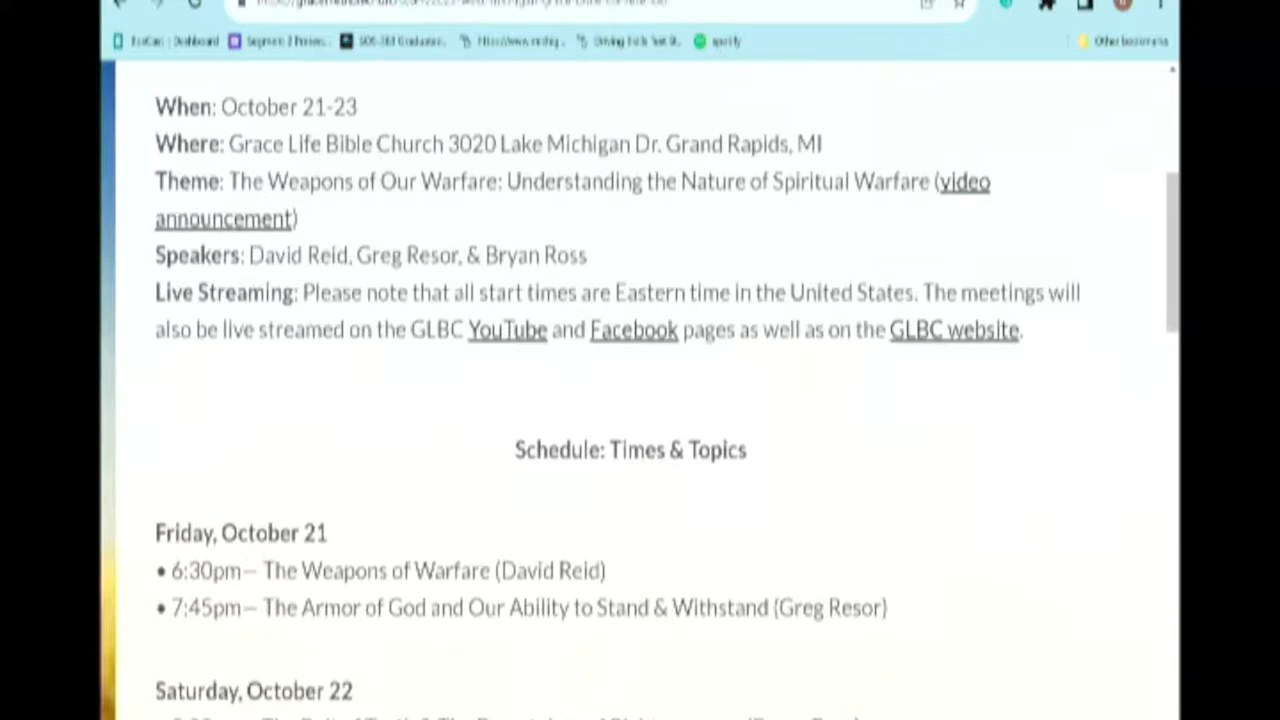 Dashboard
spotify
When: October 21-23
Where: Grace Life Bible Church 3020 Lake Michigan Dr. Grand Rapids, MI
Theme: The Weapons of Our Warfare: Understanding the Nature of Spiritual Warfare (video
announcement)
Speakers: David Reid, Greg Resor, & Bryan Ross
Live Streaming: Please note that all start times are Eastern time in the United States. The meetings will
also be live streamed on the GLBC YouTube and Facebook pages as well as on the GLBC website.
Schedule: Times & Topics
Friday, October 21
• 6:30pm– The Weapons of Warfare (David Reid)
• 7:45pm– The Armor of God and Our Ability to Stand & Withstand (Greg Resor)
Saturday, October 22